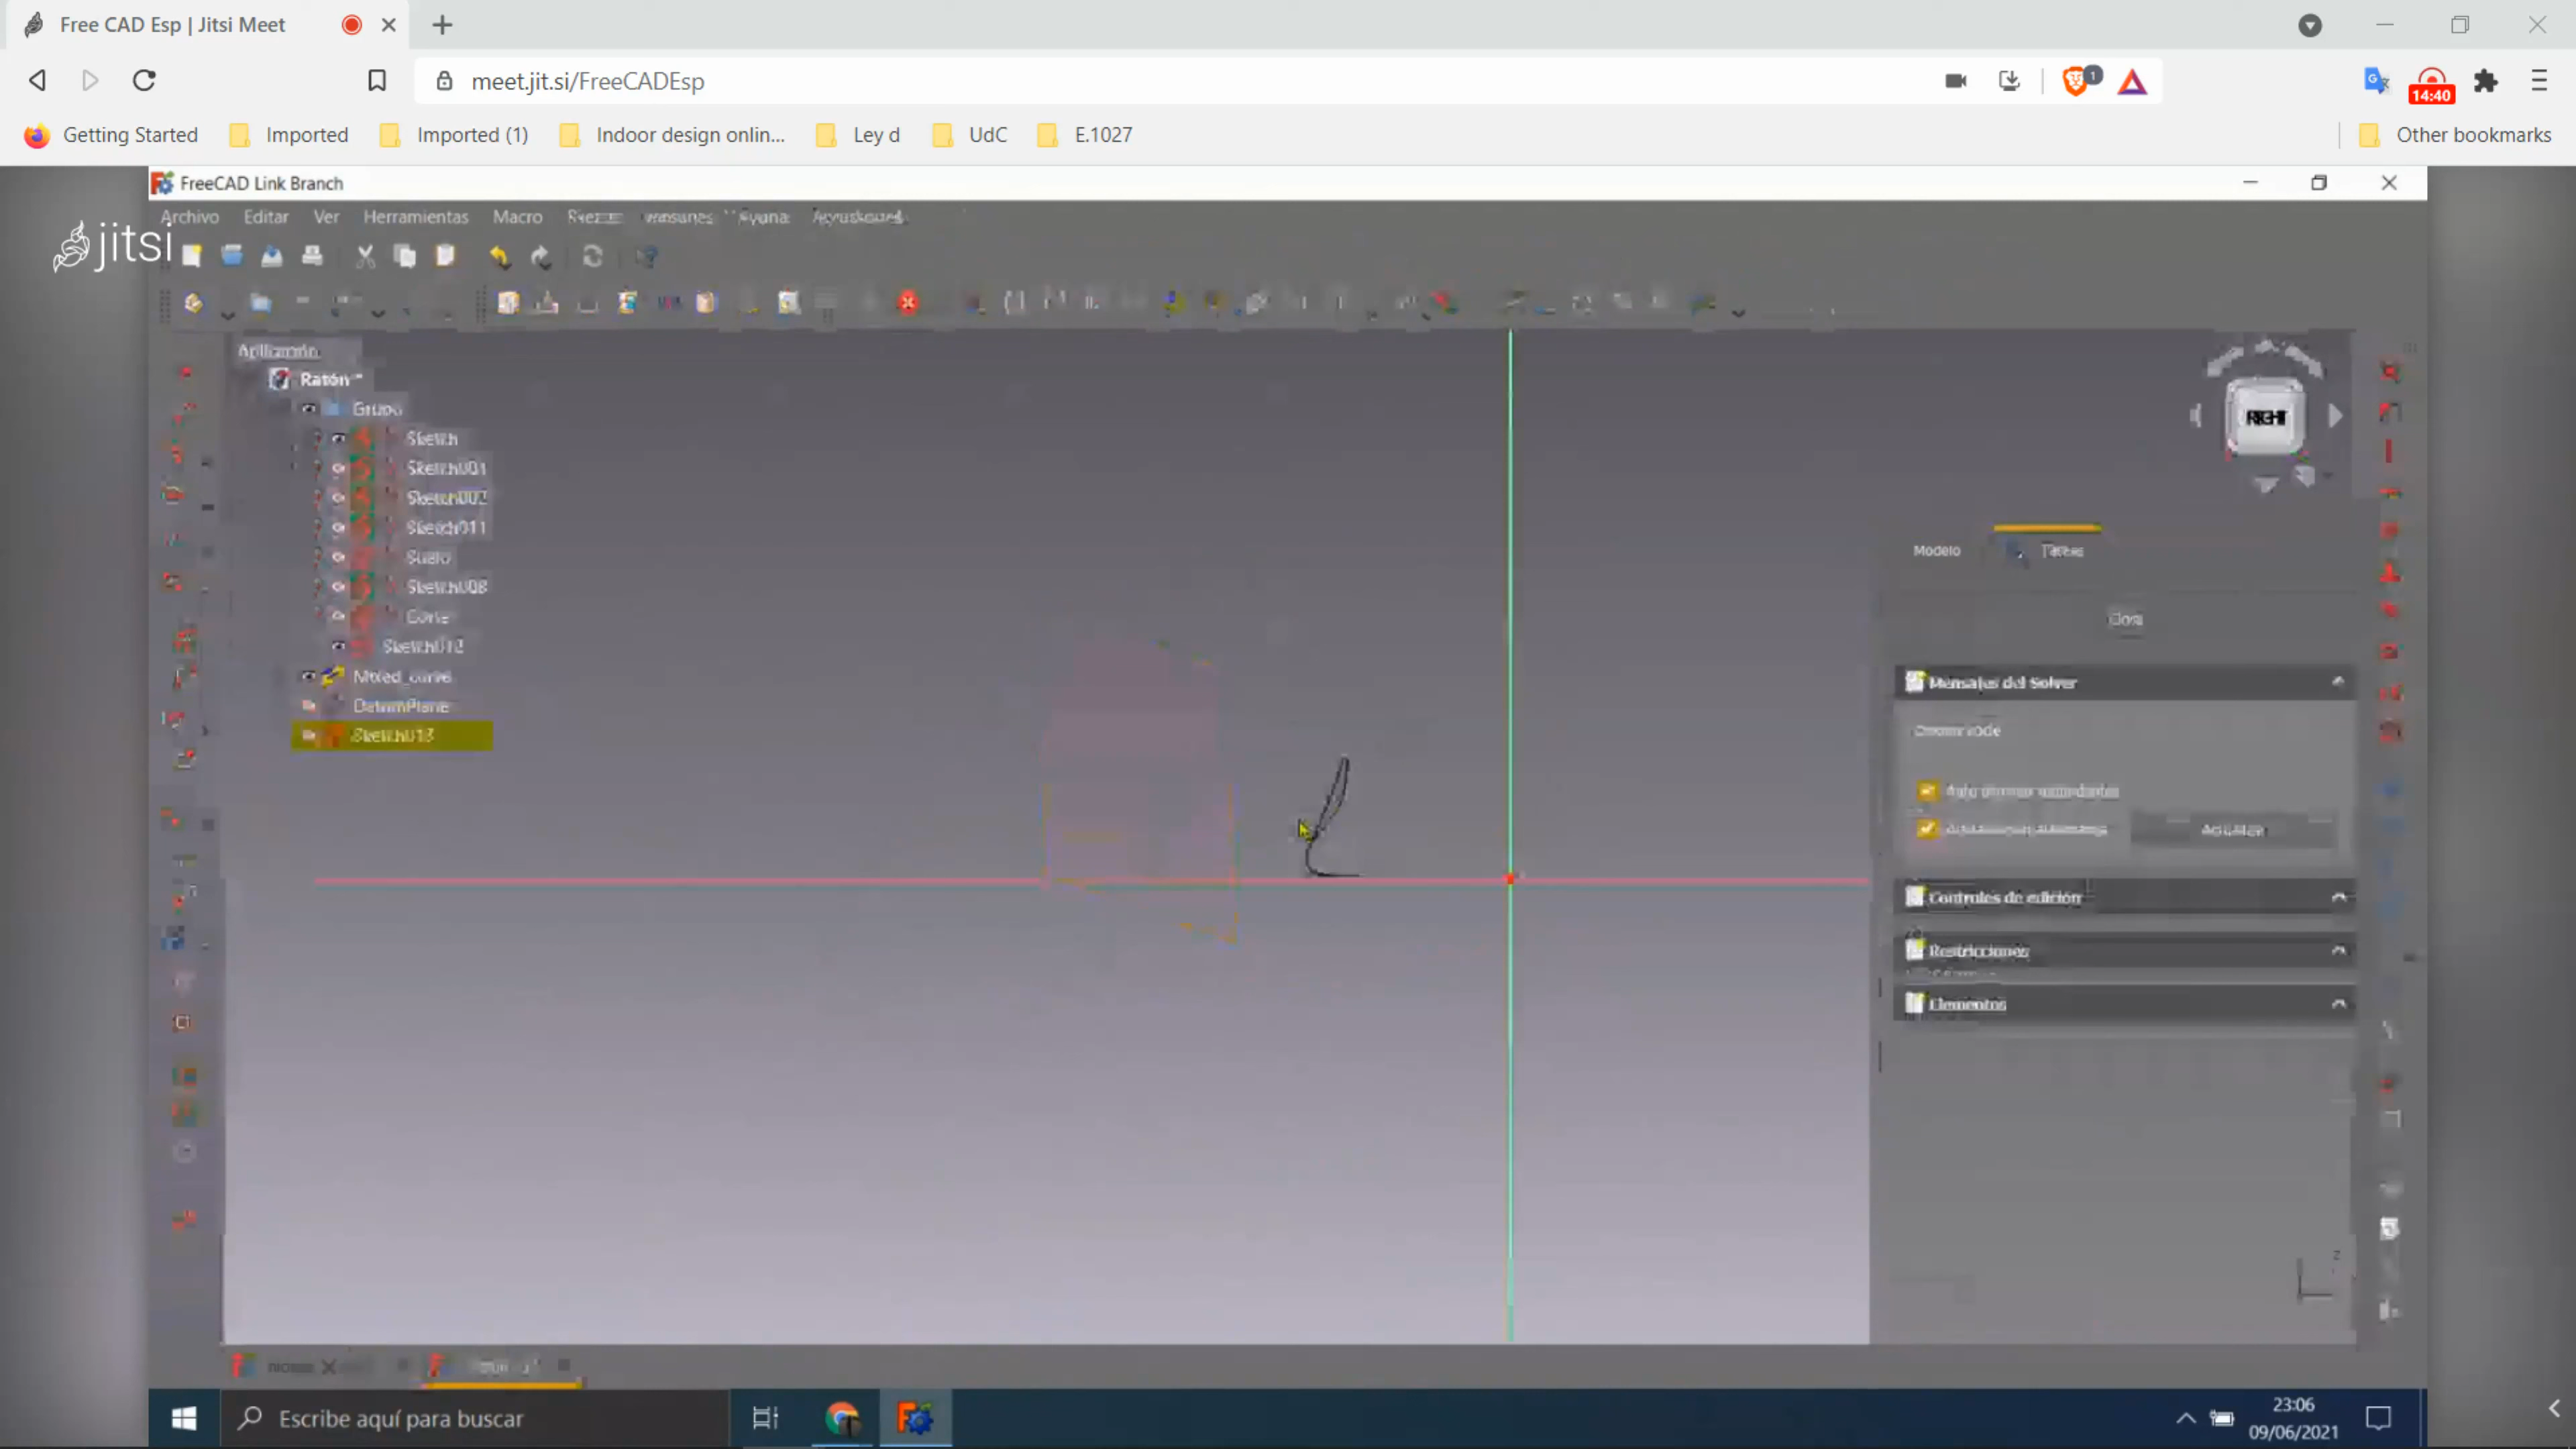 Free CAD Esp | Jitsi Meet
meet.jit.si/FreeCADEsp
1
14:40
Getting Started
Imported
Imported (1)
Indoor design onlin...
Ley d
UdC
E.1027
Other bookmarks
FreeCAD Link Branch
jitsi
Archivo
Editar
Ver
Herramientas
Macro
Ratón
Grupo
Sketch
Sketch001
Sketch002
Sketch011
Sketch008
Corte
Sketch012
Mixed_curve
DatumPlane
Sketch013
RIGHT
Modelo
Tareas
Close
Mensajes del Solver
Controles de edición
Restricciones
Elementos
Z
Escribe aquí para buscar
23:06
09/06/2021